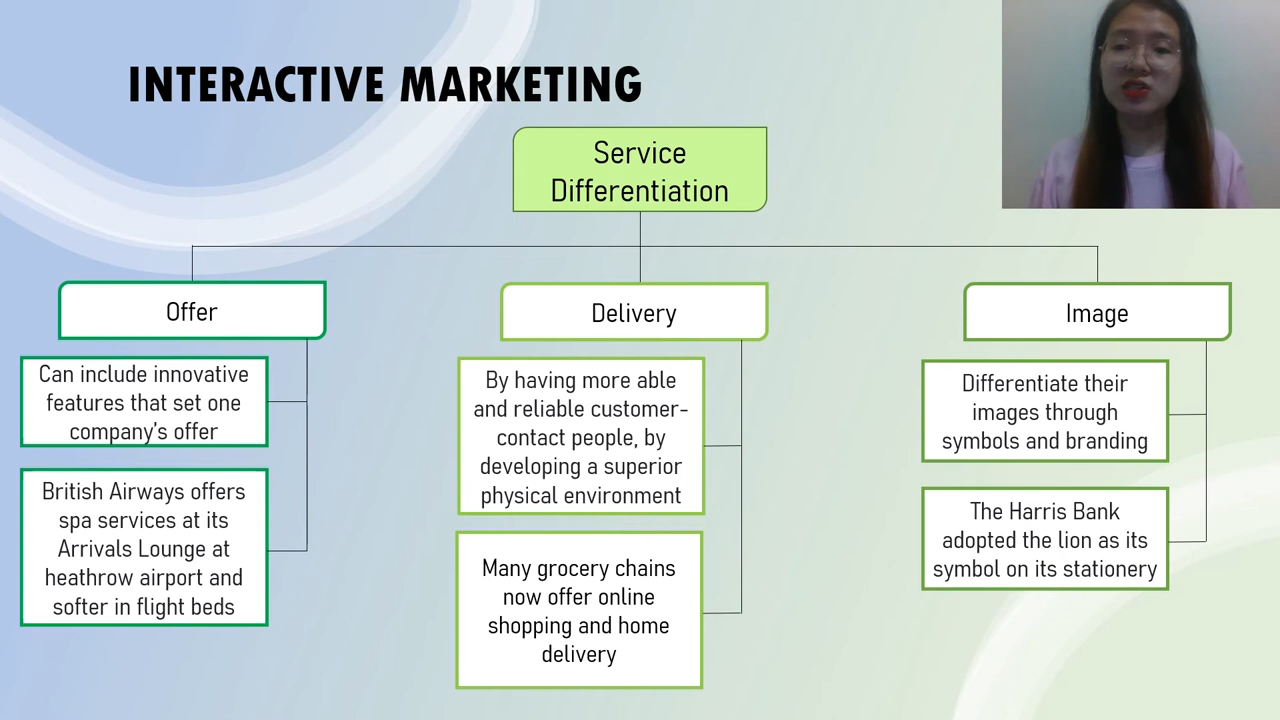 INTERACTIVE MARKETING
Service
Differentiation
Offer
Can include innovative
features that set one
company's offer
British Airways offers
spa services at its
Arrivals Lounge at
heathrow airport and
softer in flight beds
Delivery
By having more able
and reliable customer-
contact people, by
developing a superior
physical environment
Many grocery chains
now offer online
shopping and home
delivery
Image
Differentiate their
images through
symbols and branding
The Harris Bank
adopted the lion as its
symbol on its stationery